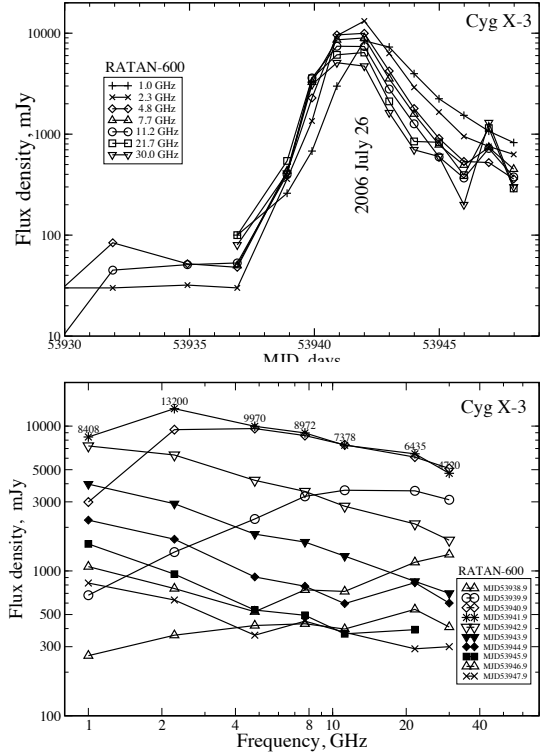 Cyg X-3
10000
RATAN-600
1.0 GHz
2.3 GHz
4.8 GHz
7.7 GHz
11.2 GHz
21.7 GHz
30.0 GHz
1000
100
10
Flux density, mJy
2006 July 26
53930
53935
53940
53945
MJD, days
Cyg X-3
13200
9970
8972
8408
7378
6435
4720
10000
5000
3000
1000
500
300
100
Flux density, mJy
RATAN-600
MJD53938.9
MJD53939.9
MJD53940.9
MJD53941.9
MJD53942.9
MJD53943.9
MJD53944.9
MJD53945.9
MJD53946.9
MJD53947.9
1
2
4
6
8
10
20
40
Frequency, GHz